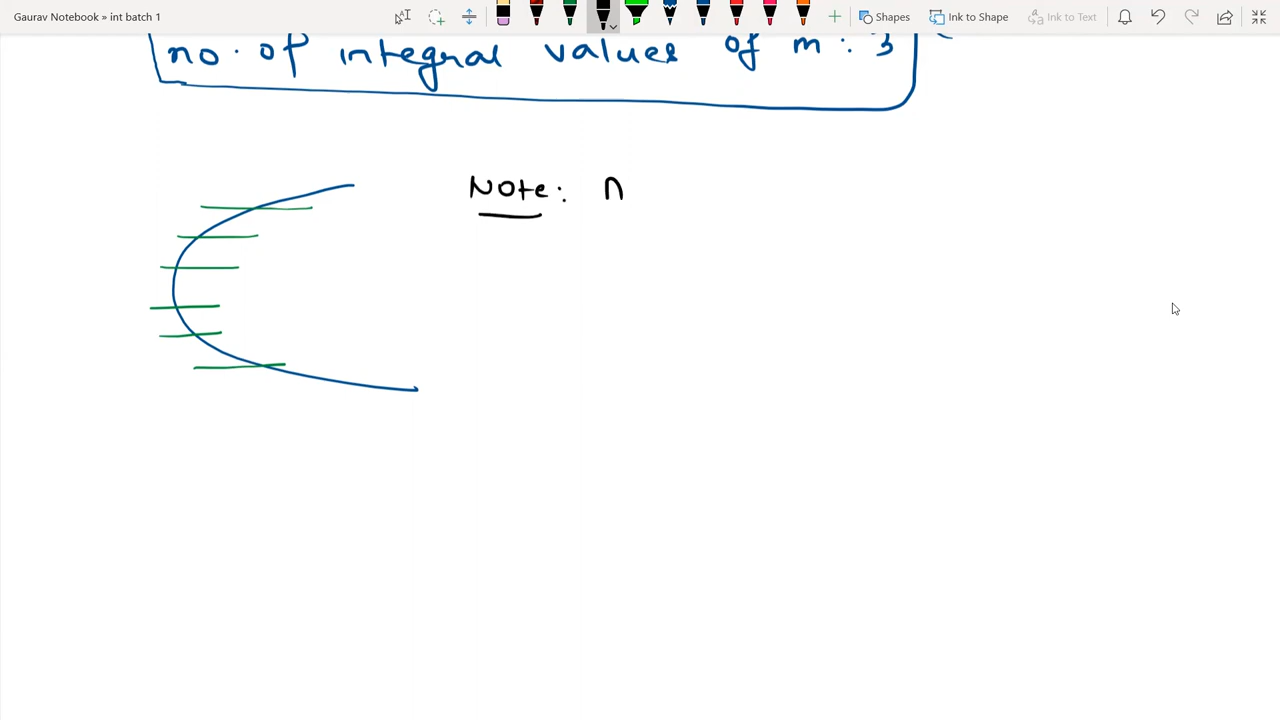 Gaurav Notebook » int batch 1
Shapes
Ink to Shape
Ink to Text
no. of integral values of m : 3
Note: n